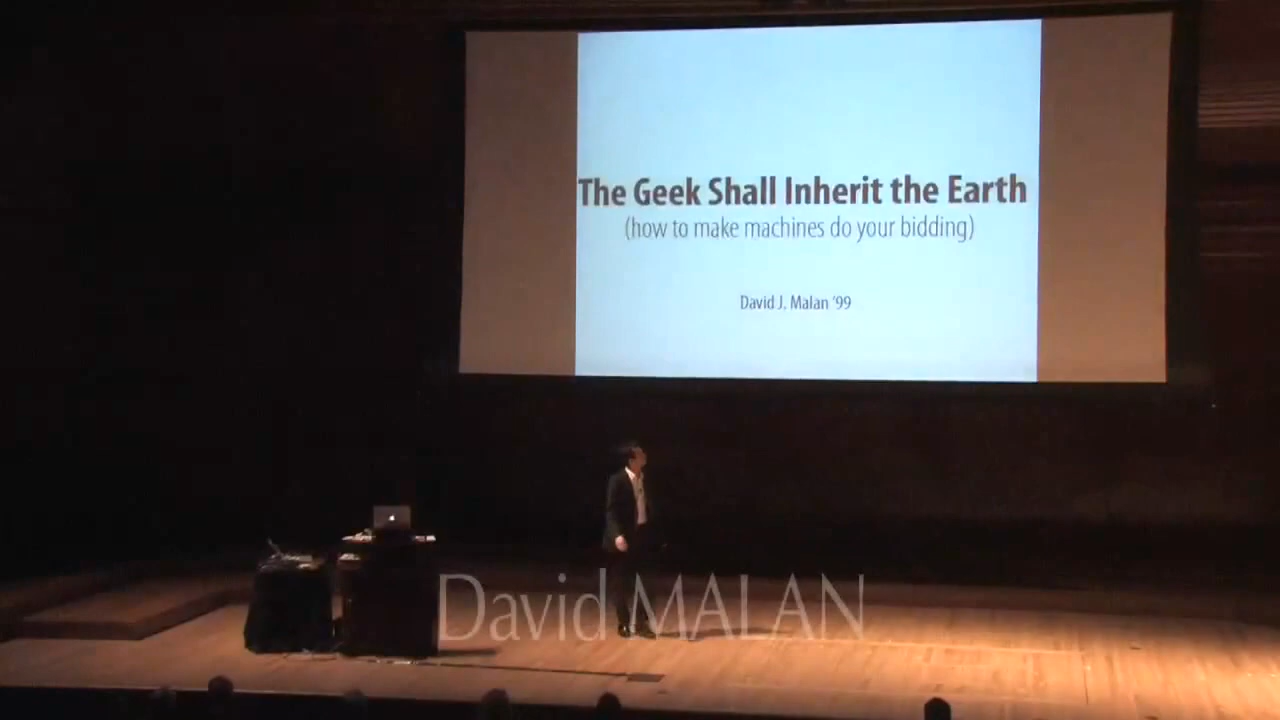 The Geek Shall Inherit the Earth
(how to make machines do your bidding)
David J. Malan '99
David MALAN